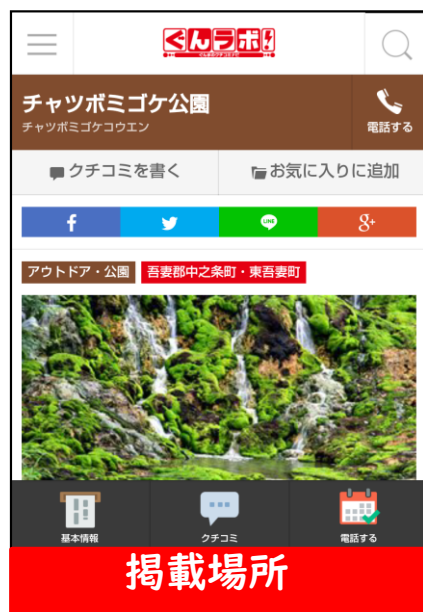 ぐんラボ!
チャツボミゴケ公園
チャツボミゴケコウエン
電話する
クチコミを書く
お気に入りに追加
f
LINE
g+
アウトドア・公園
吾妻郡中之条町・東吾妻町
基本情報
クチコミ
電話する
掲載場所